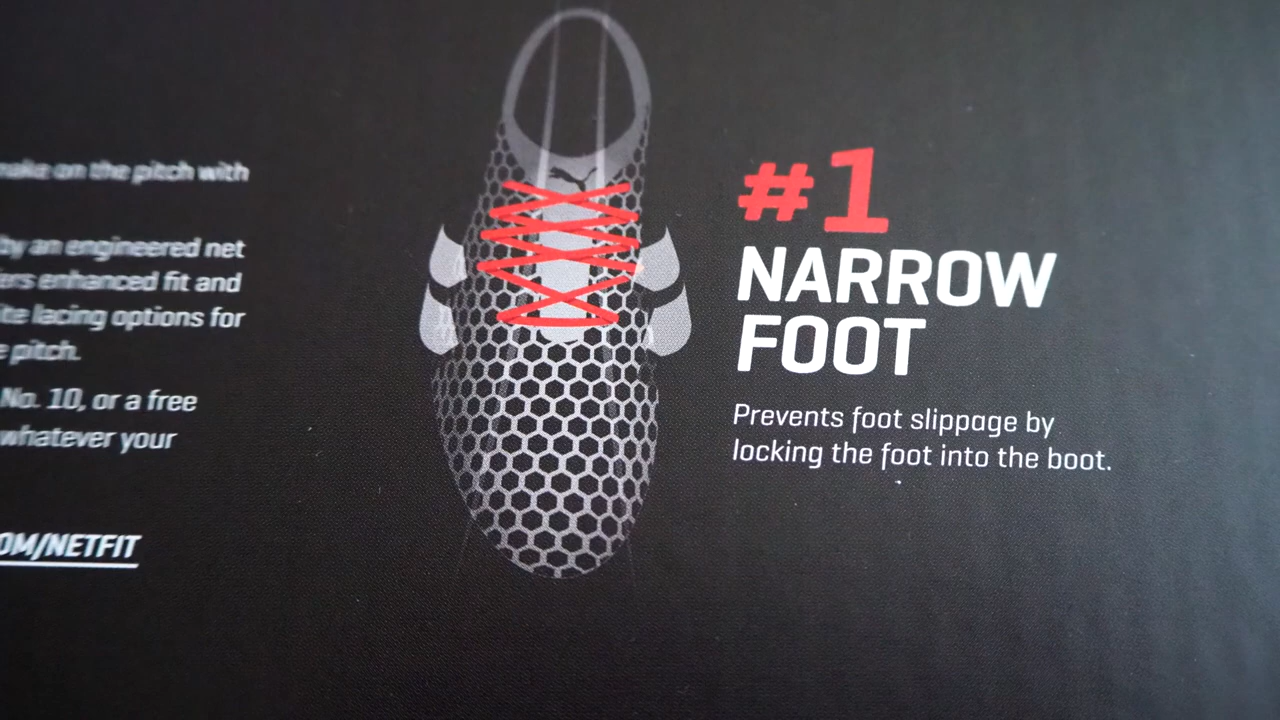 make on the pitch with
by an engineered net
ers enhanced fit and
ite lacing options for
e pitch.
No. 10, or a free
whatever your
OM/NETFIT
#1
NARROW
FOOT
Prevents foot slippage by
locking the foot into the boot.